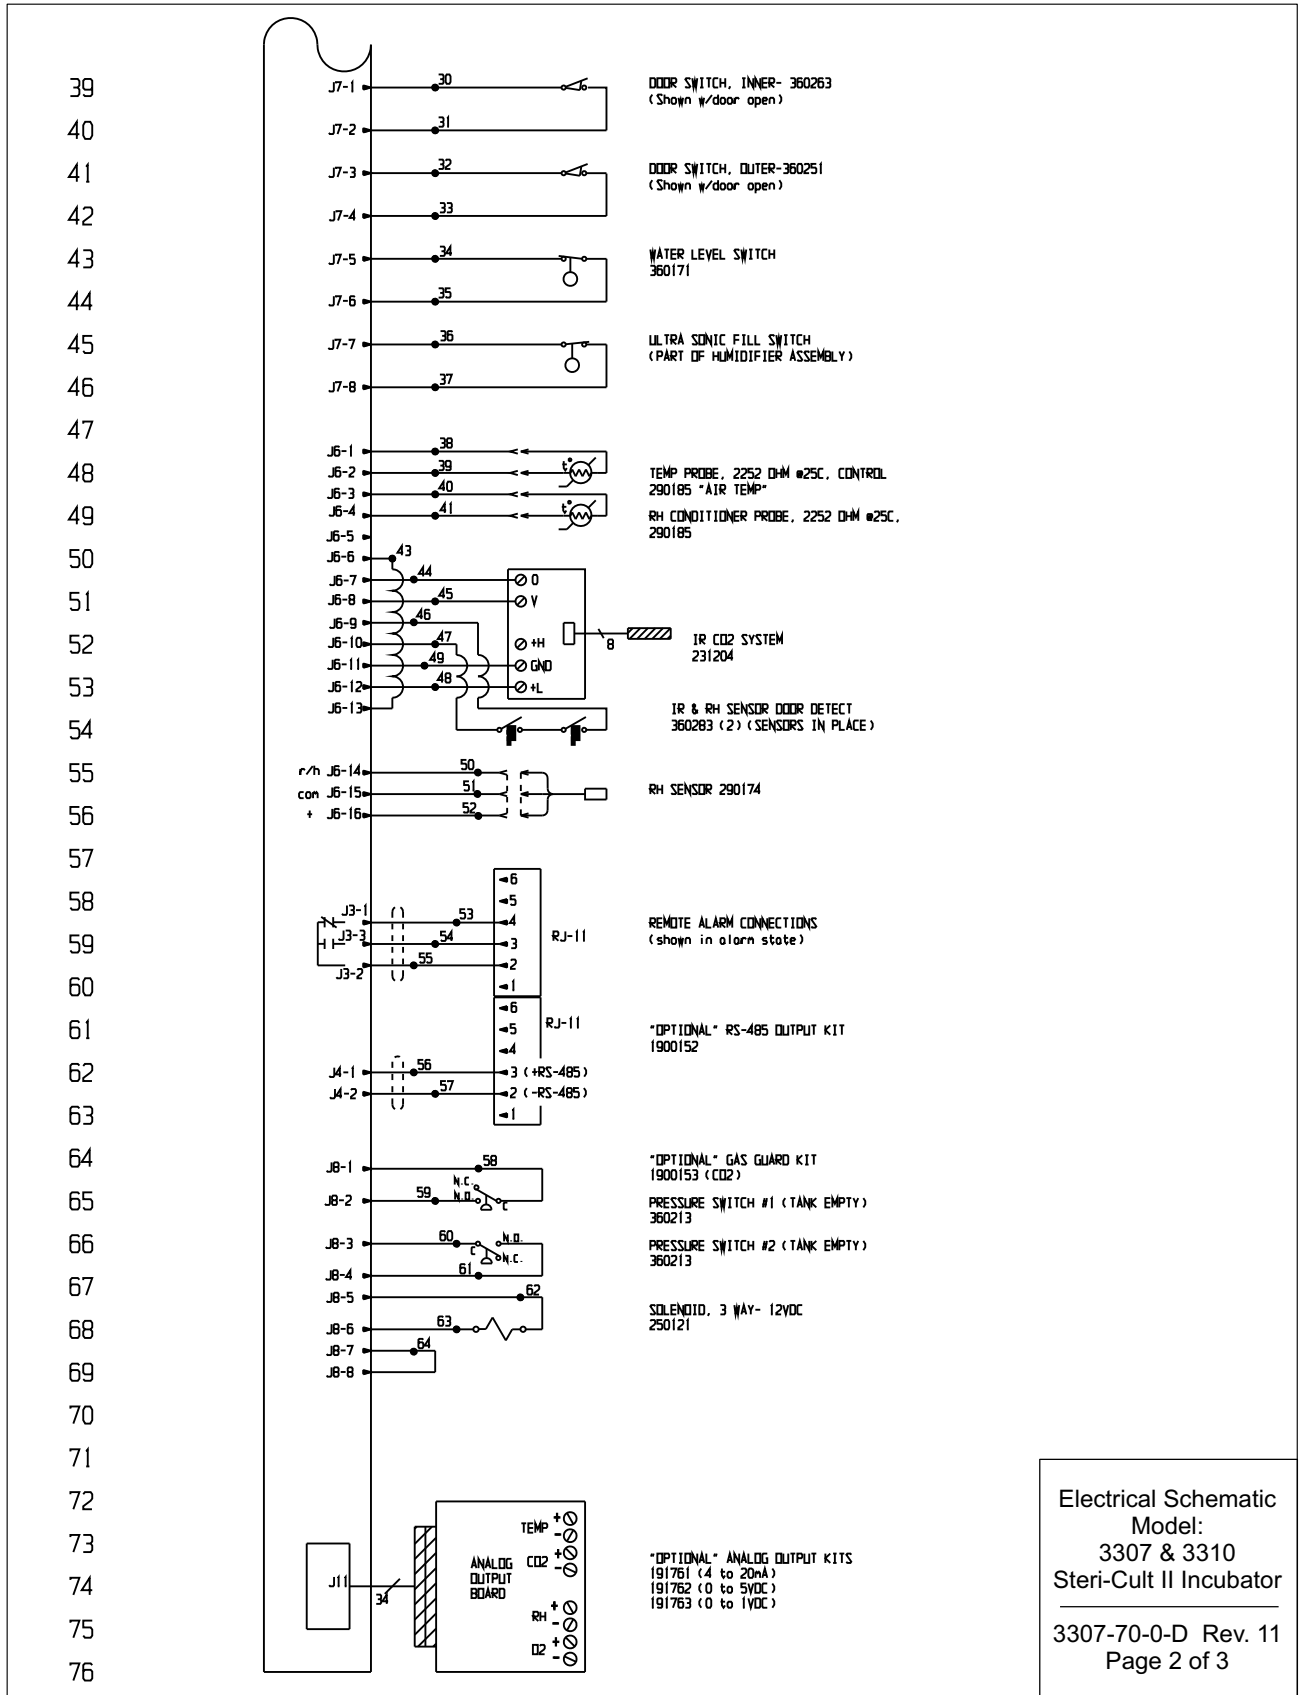 39
J7-1 30
DOOR SWITCH, INNER- 360263
(Shown w/door open)
40
J7-2 31
41
J7-3 32
DOOR SWITCH, OUTER-360251
(Shown w/door open)
42
J7-4 33
43
J7-5 34
WATER LEVEL SWITCH
360171
44
J7-6 35
45
J7-7 36
ULTRA SONIC FILL SWITCH
(PART OF HUMIDIFIER ASSEMBLY)
46
J7-8 37
47
J6-1 38
48
J6-2 39 t°
TEMP PROBE, 2252 OHM @25C, CONTROL
290185 "AIR TEMP"
J6-3 40
49
J6-4 41 t°
RH CONDITIONER PROBE, 2252 OHM @25C,
290185
J6-5
50
J6-6 43
J6-7 44 O
51
J6-8 45 V
J6-9 46
52
J6-10 47 +H
8
IR CO2 SYSTEM
231204
J6-11 49 GND
53
J6-12 48 +L
J6-13
54
IR & RH SENSOR DOOR DETECT
360283 (2) (SENSORS IN PLACE)
55
r/h J6-14 50
com J6-15 51
RH SENSOR 290174
56
+ J6-16 52
57
58
6
5
J3-1 53 4
REMOTE ALARM CONNECTIONS
(shown in alarm state)
59
J3-3 54 3
RJ-11
J3-2 55 2
60
1
6
61
5
RJ-11
"OPTIONAL" RS-485 OUTPUT KIT
1900152
4
62
J4-1 56 3 (+RS-485)
J4-2 57 2 (-RS-485)
63
1
64
J8-1 58
"OPTIONAL" GAS GUARD KIT
1900153 (CO2)
N.C.
65
J8-2 59 N.O. C
PRESSURE SWITCH #1 (TANK EMPTY)
360213
66
J8-3 60 N.O.
C N.C.
PRESSURE SWITCH #2 (TANK EMPTY)
360213
J8-4 61
67
J8-5 62
68
J8-6 63
SOLENOID, 3 WAY- 12VDC
250121
J8-7 64
69
J8-8
70
71
72
73
TEMP + -
74
J11 34
ANALOG
OUTPUT
BOARD
CO2 + -
"OPTIONAL" ANALOG OUTPUT KITS
191761 (4 to 20mA)
191762 (0 to 5VDC)
191763 (0 to 1VDC)
75
RH + -
O2 + -
76
Electrical Schematic
Model:
3307 & 3310
Steri-Cult II Incubator
3307-70-0-D Rev. 11
Page 2 of 3